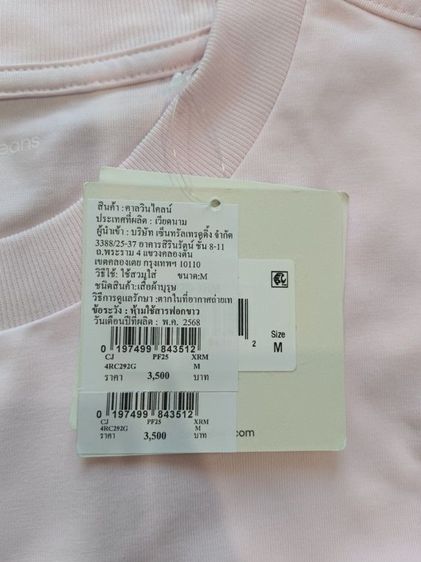 eans
สินค้า : คาลวินไคลน์
ประเทศที่ผลิต : เวียดนาม
ผู้นำเข้า : บริษัท เซ็นทรัลเทรดดิ้ง จำกัด
3388/25-37 อาคารสิรินรัตน์ ชั้น 8-11
ถ.พระราม 4 แขวงคลองตัน
เขตคลองเตย กรุงเทพฯ 10110
วิธีใช้: ใช้สวมใส่ ขนาด:M
ชนิดสินค้า:เสื้อผ้าบุรุษ
วิธีการดูแลรักษา :ตากในที่อากาศถ่ายเท
ข้อระวัง : ห้ามใช้สารฟอกขาว
วันเดือนปีที่ผลิต : พ.ค. 2568
0 197499 843512
CJ PF25 XRM
4RC292G M
ราคา 3,500 บาท
0 197499 843512
CJ PF25 XRM
4RC292G M
ราคา 3,500 บาท
2
Size
M
.com